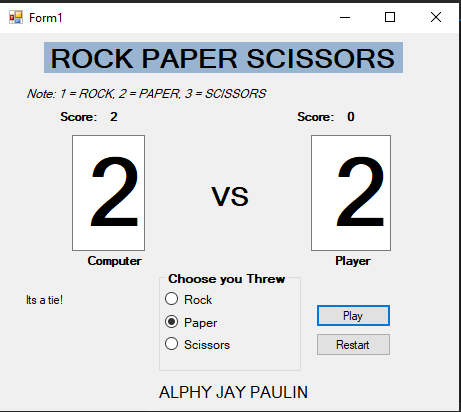 Form1
ROCK PAPER SCISSORS
Note: 1 = ROCK, 2 = PAPER, 3 = SCISSORS
Score: 2 Score: 0
2 VS 2
Computer Player
Choose you Threw
Its a tie!
Rock
Paper
Scissors
Play
Restart
ALPHY JAY PAULIN